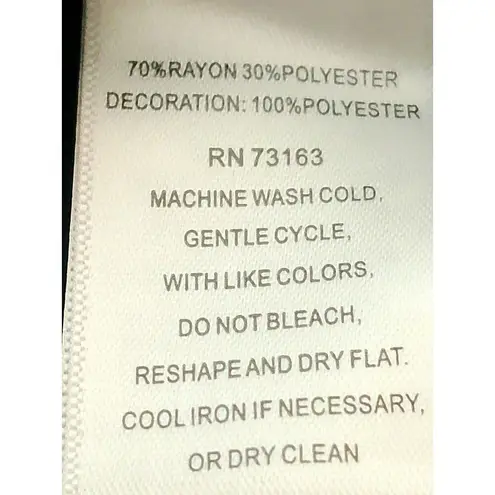 70%RAYON 30%POLYESTER
DECORATION: 100%POLYESTER
RN 73163
MACHINE WASH COLD,
GENTLE CYCLE,
WITH LIKE COLORS,
DO NOT BLEACH,
RESHAPE AND DRY FLAT.
COOL IRON IF NECESSARY,
OR DRY CLEAN